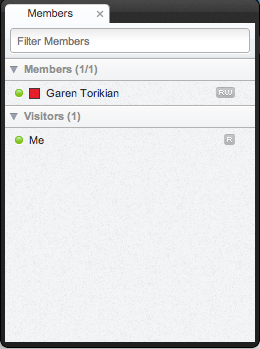 Members
Filter Members
Members (1/1)
Garen Torikian RW
Visitors (1)
Me R